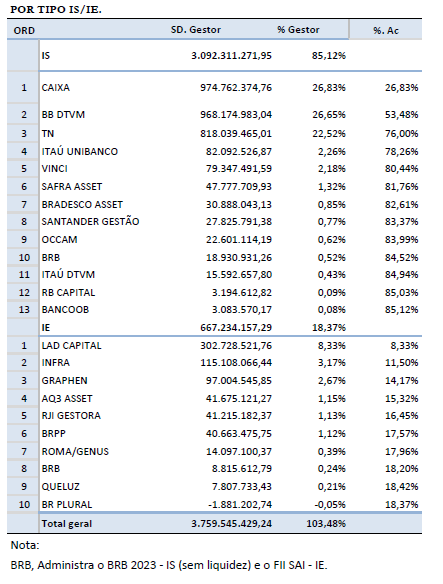 POR TIPO IS/IE.
ORD SD. Gestor % Gestor %. Ac
IS 3.092.311.271,95 85,12%
1 CAIXA 974.762.374,76 26,83% 26,83%
2 BB DTVM 968.174.983,04 26,65% 53,48%
3 TN 818.039.465,01 22,52% 76,00%
4 ITAÚ UNIBANCO 82.092.526,87 2,26% 78,26%
5 VINCI 79.347.491,59 2,18% 80,44%
6 SAFRA ASSET 47.777.709,93 1,32% 81,76%
7 BRADESCO ASSET 30.888.043,13 0,85% 82,61%
8 SANTANDER GESTÃO 27.825.791,38 0,77% 83,37%
9 OCCAM 22.601.114,19 0,62% 83,99%
10 BRB 18.930.931,26 0,52% 84,52%
11 ITAÚ DTVM 15.592.657,80 0,43% 84,94%
12 RB CAPITAL 3.194.612,82 0,09% 85,03%
13 BANCOOB 3.083.570,17 0,08% 85,12%
IE 667.234.157,29 18,37%
1 LAD CAPITAL 302.728.521,76 8,33% 8,33%
2 INFRA 115.108.066,44 3,17% 11,50%
3 GRAPHEN 97.004.545,85 2,67% 14,17%
4 AQ3 ASSET 41.675.121,27 1,15% 15,32%
5 RJI GESTORA 41.215.182,37 1,13% 16,45%
6 BRPP 40.663.475,75 1,12% 17,57%
7 ROMA/GENUS 14.097.100,37 0,39% 17,96%
8 BRB 8.815.612,79 0,24% 18,20%
9 QUELUZ 7.807.733,43 0,21% 18,42%
10 BR PLURAL -1.881.202,74 -0,05% 18,37%
Total geral 3.759.545.429,24 103,48%
Nota:
BRB, Administra o BRB 2023 - IS (sem liquidez) e o FII SAI - IE.